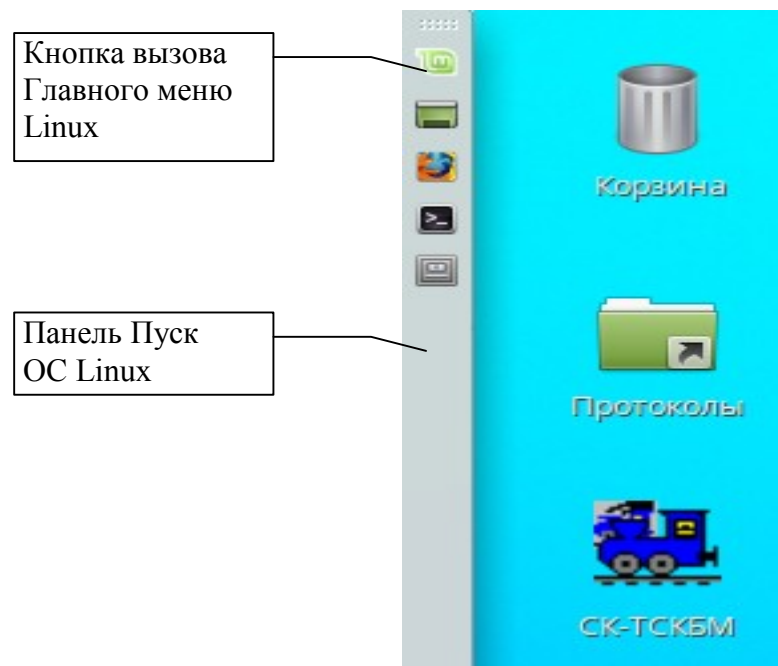 Кнопка вызова
Главного меню
Linux
Корзина
Панель Пуск
ОС Linux
Протоколы
СК-ТСКБМ